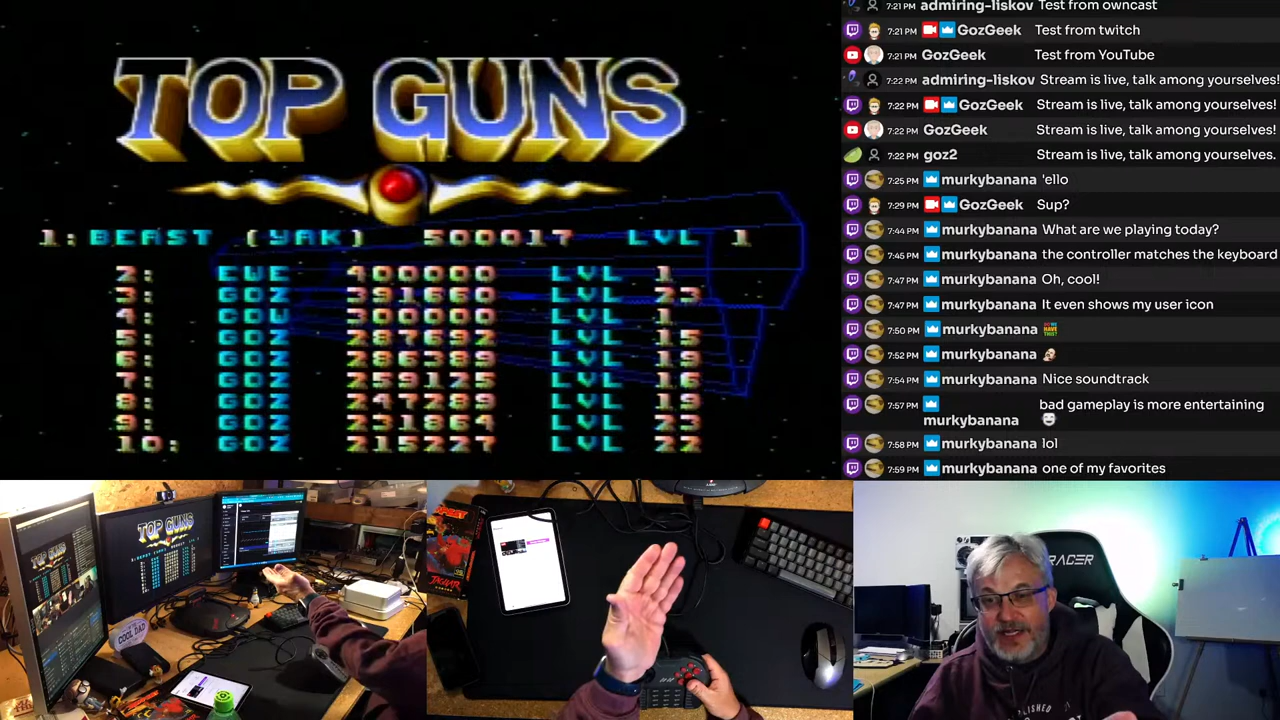 TOP GUNS
1: BEAST (YAK) 500017 LVL 1
2: EWE 400000 LVL 1
3: GOZ 391660 LVL 23
4: COW 300000 LVL 1
5: GOZ 287692 LVL 15
6: GOZ 286389 LVL 19
7: GOZ 259125 LVL 16
8: GOZ 247289 LVL 19
9: GOZ 231864 LVL 23
10: GOZ 215227 LVL 22
7:21 PM admiring-liskov Test from owncast
7:21 PM GozGeek Test from twitch
7:21 PM GozGeek Test from YouTube
7:22 PM admiring-liskov Stream is live, talk among yourselves!
7:22 PM GozGeek Stream is live, talk among yourselves!
7:22 PM GozGeek Stream is live, talk among yourselves!
7:22 PM goz2 Stream is live, talk among yourselves.
7:25 PM murkybanana 'ello
7:29 PM GozGeek Sup?
7:44 PM murkybanana What are we playing today?
7:45 PM murkybanana the controller matches the keyboard
7:47 PM murkybanana Oh, cool!
7:47 PM murkybanana It even shows my user icon
7:50 PM murkybanana
7:52 PM murkybanana
7:54 PM murkybanana Nice soundtrack
7:57 PM murkybanana bad gameplay is more entertaining
7:58 PM murkybanana lol
7:59 PM murkybanana one of my favorites
TOP GUNS
COOL DAD
JAGUAR
RACER